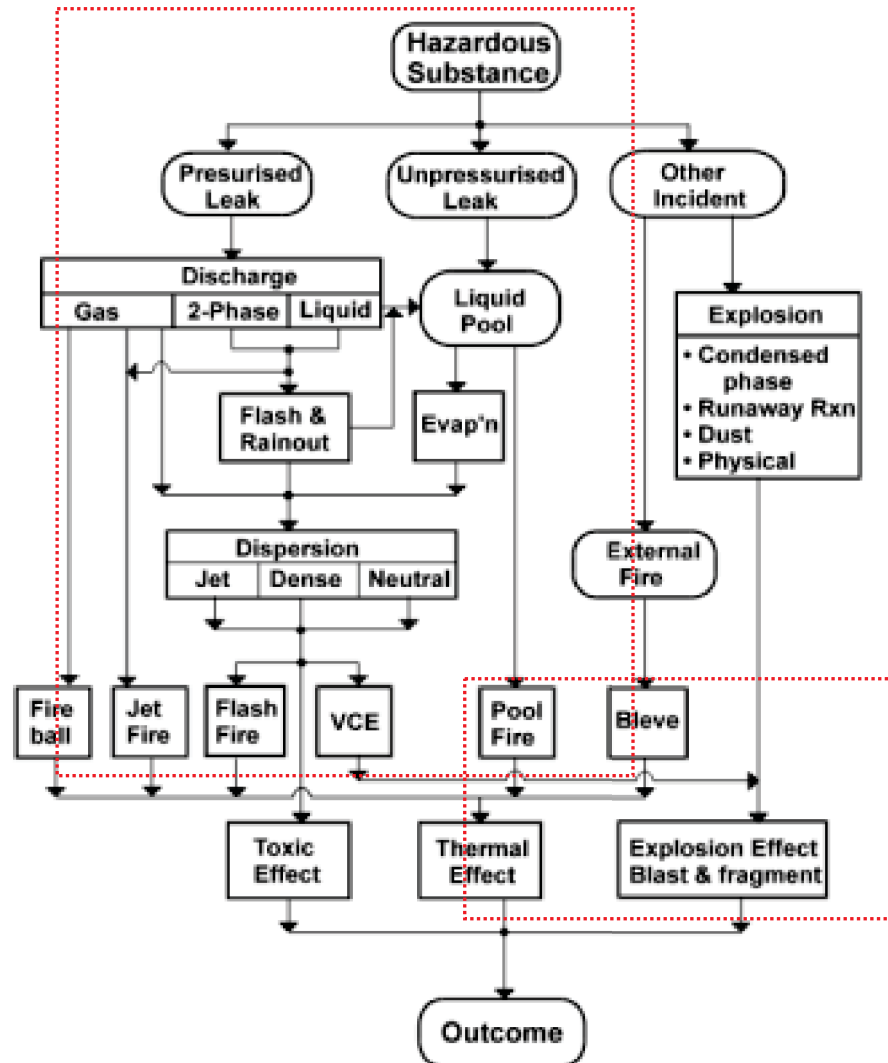 Hazardous
Substance
Presurised
Leak
Unpressurised
Leak
Other
Incident
Discharge
Gas
2-Phase
Liquid
Liquid
Pool
Explosion
• Condensed
phase
• Runaway Rxn
• Dust
• Physical
Flash &
Rainout
Evap'n
Dispersion
Jet
Dense
Neutral
External
Fire
Fire
ball
Jet
Fire
Flash
Fire
VCE
Pool
Fire
Bleve
Toxic
Effect
Thermal
Effect
Explosion Effect
Blast & fragment
Outcome